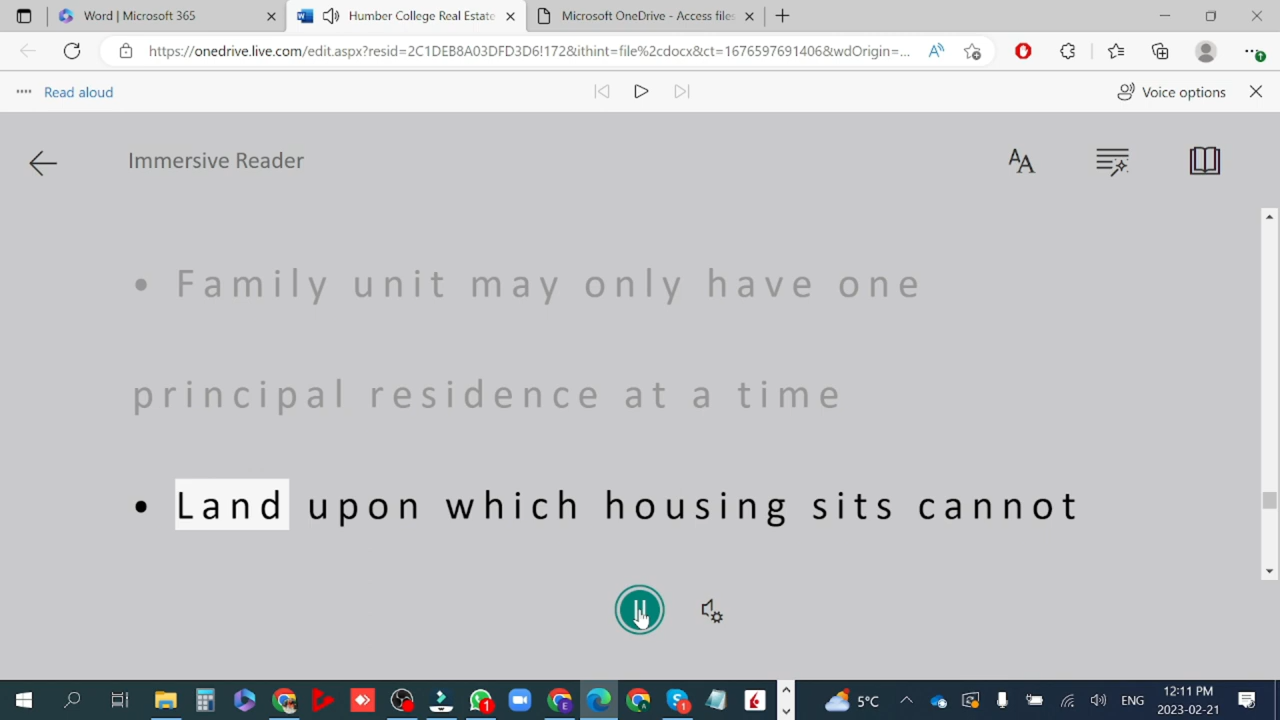 Word | Microsoft 365
Humber College Real Estate
Microsoft OneDrive - Access files
https://onedrive.live.com/edit.aspx?resid=2C1DEB8A03DFD3D6!172&ithint=file%2cdocx&ct=1676597691406&wdOrigin=...
Read aloud
Voice options
Immersive Reader
• Family unit may only have one
principal residence at a time
• Land upon which housing sits cannot
5°C
ENG
12:11 PM
2023-02-21